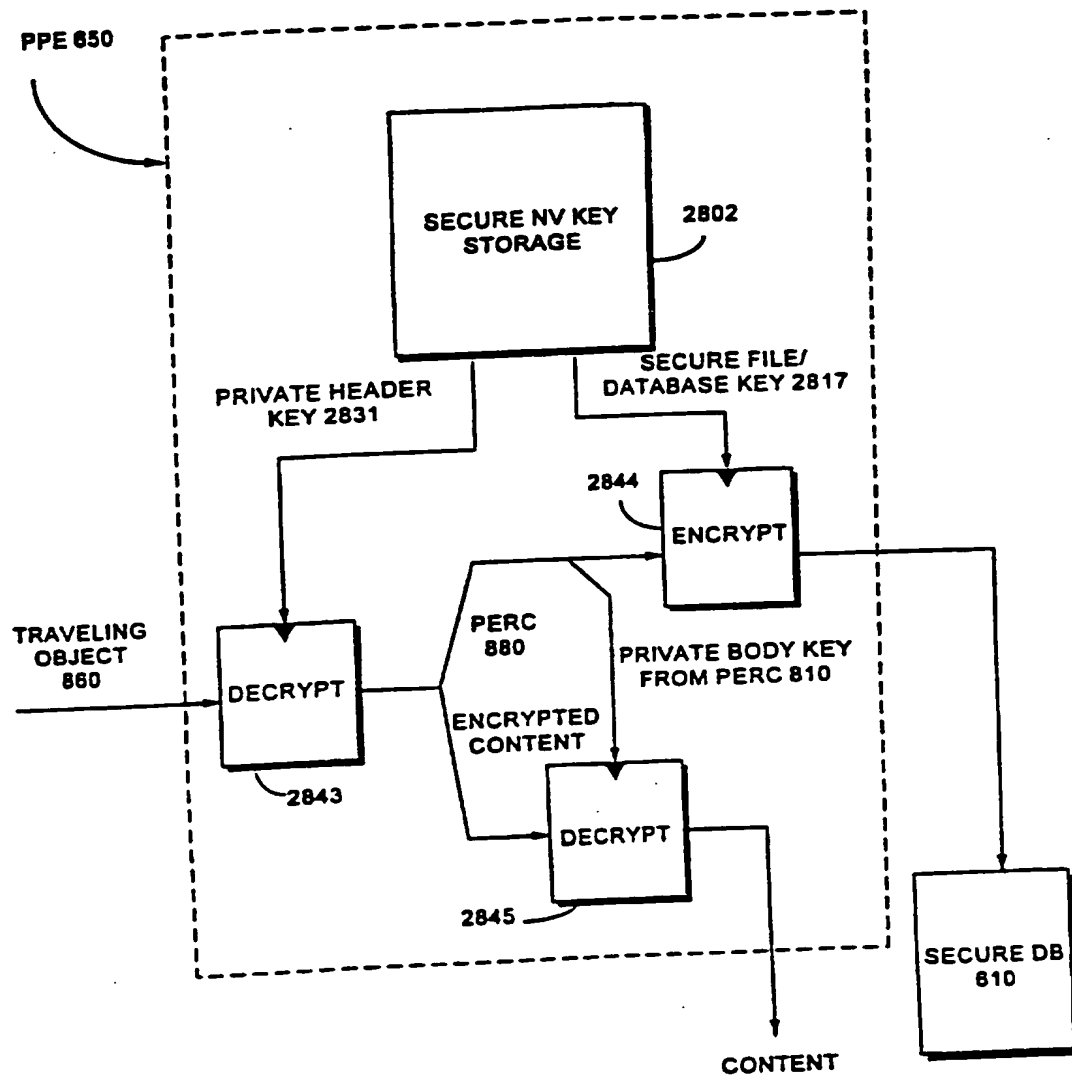 PPE 650
SECURE NV KEY
STORAGE
2802
PRIVATE HEADER
KEY 2831
SECURE FILE/
DATABASE KEY 2817
2844
ENCRYPT
TRAVELING
OBJECT
860
DECRYPT
2843
PERC
880
PRIVATE BODY KEY
FROM PERC 810
ENCRYPTED
CONTENT
DECRYPT
2845
SECURE DB
610
CONTENT